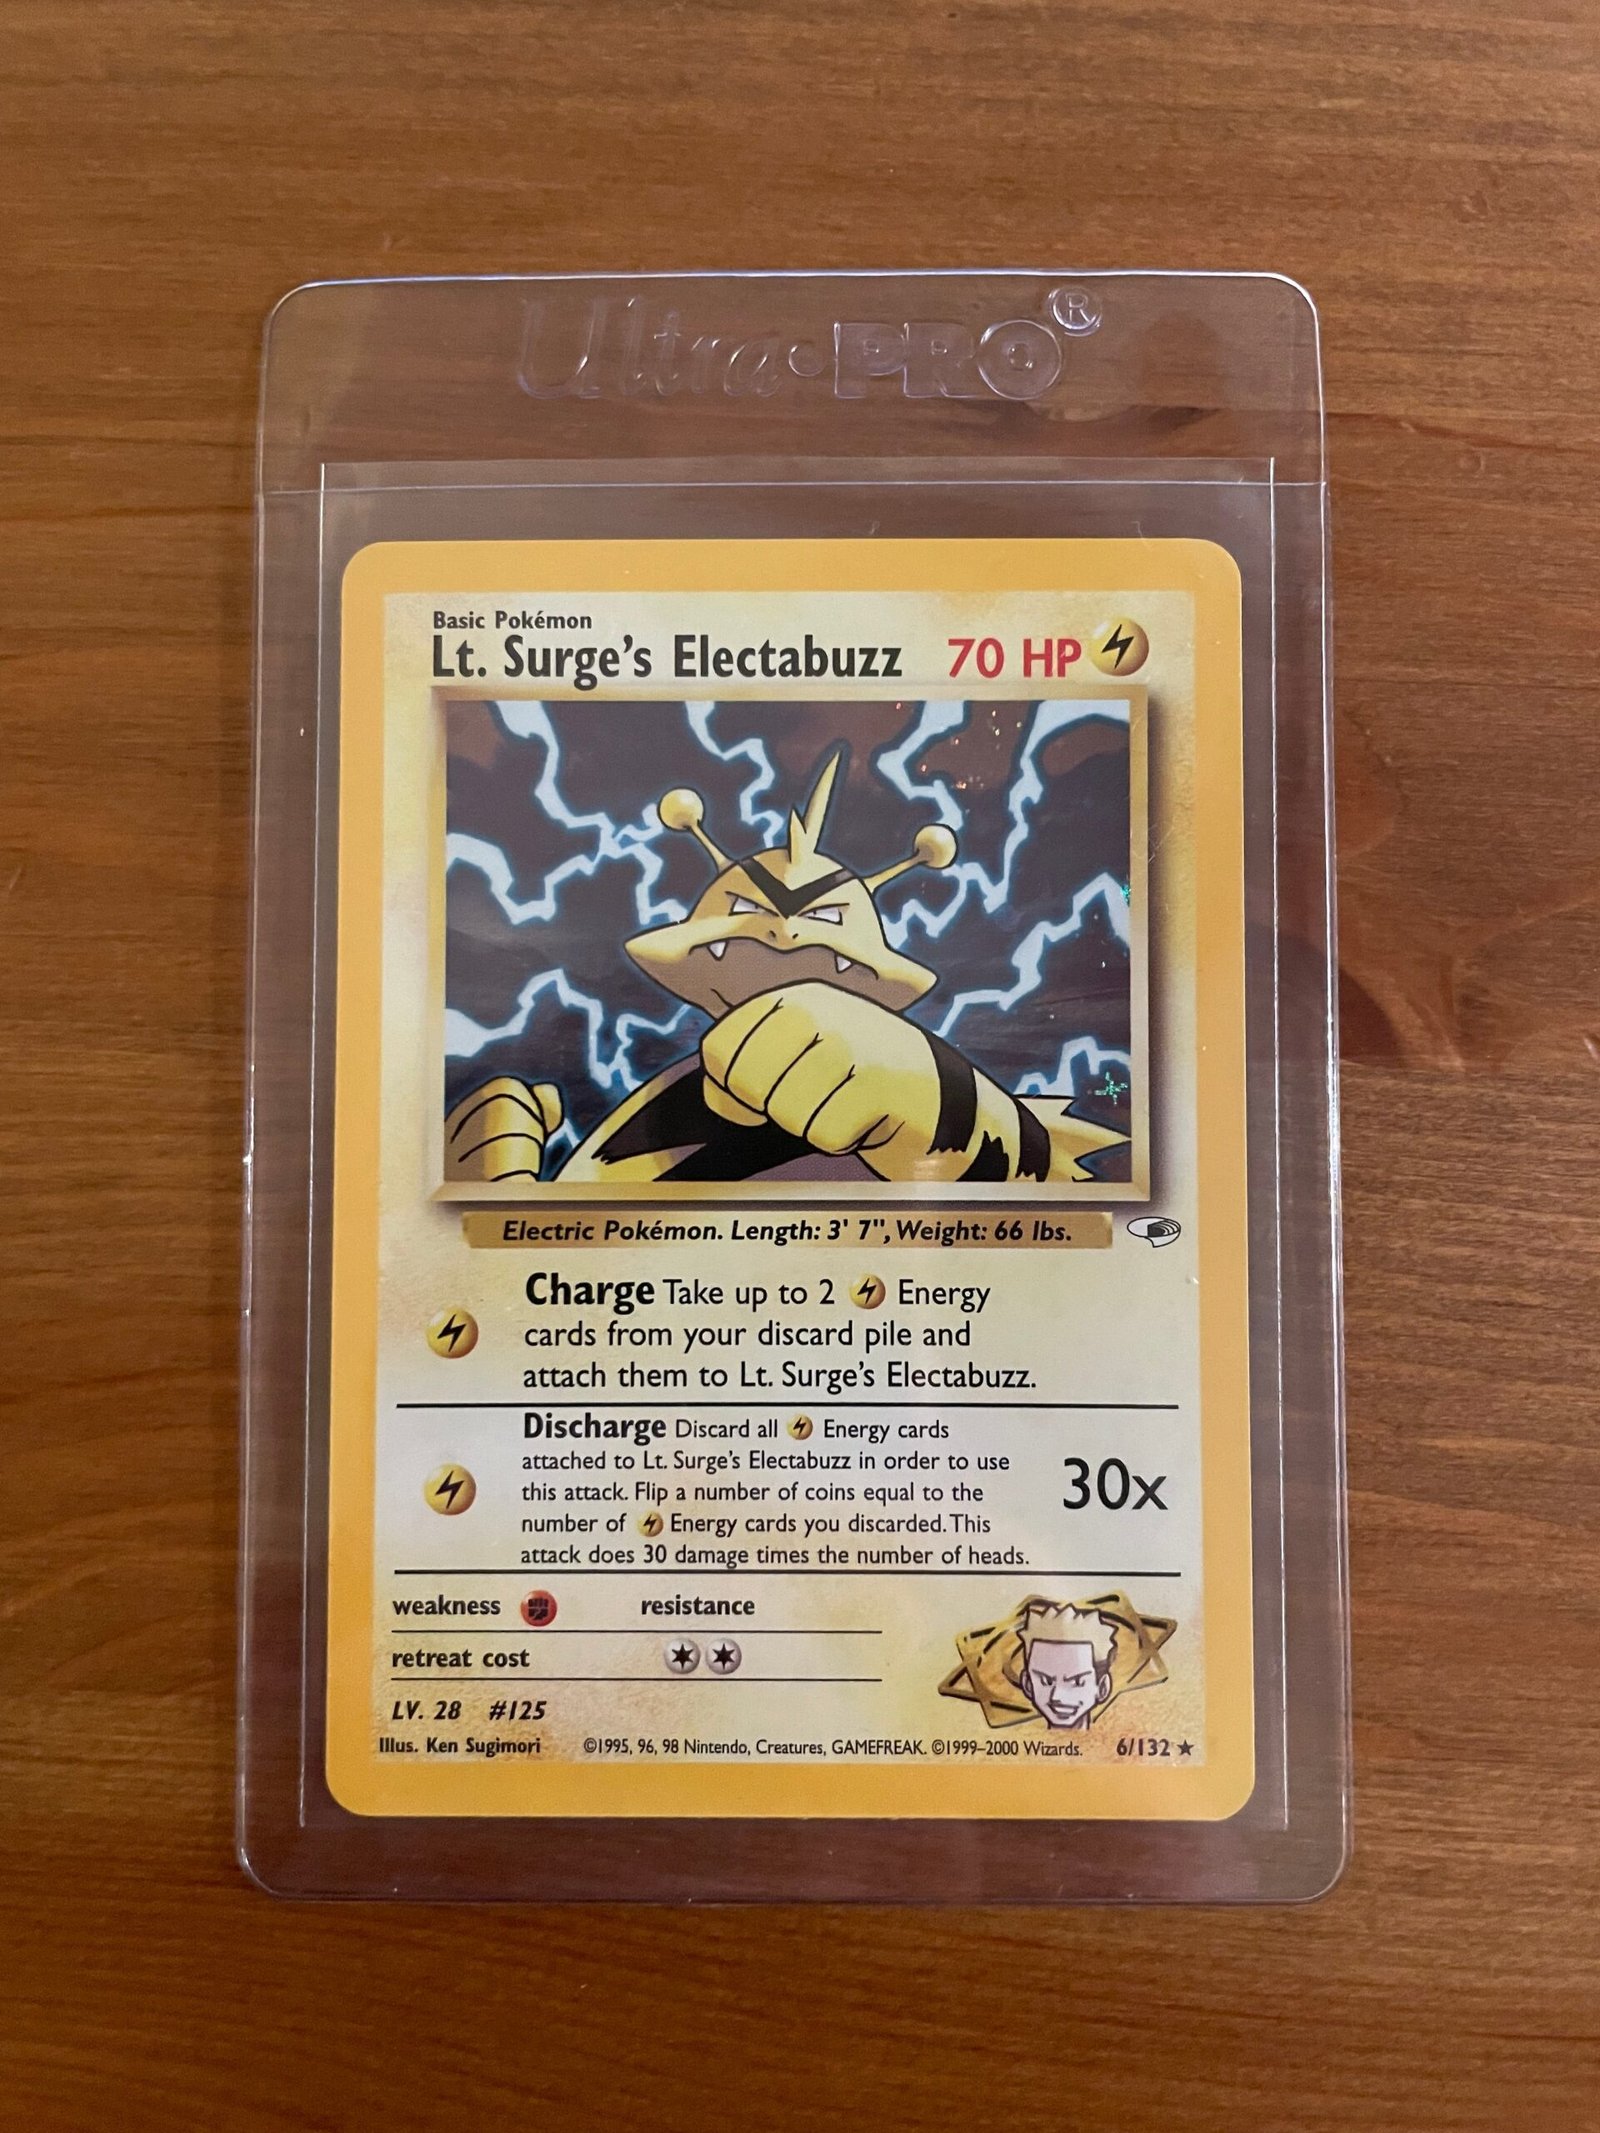 Ultra·PRO®
Basic Pokémon
Lt. Surge's Electabuzz 70 HP
Electric Pokémon. Length: 3' 7", Weight: 66 lbs.
Charge Take up to 2 Energy
cards from your discard pile and
attach them to Lt. Surge's Electabuzz.
Discharge Discard all Energy cards
attached to Lt. Surge's Electabuzz in order to use
this attack. Flip a number of coins equal to the
number of Energy cards you discarded. This
attack does 30 damage times the number of heads.
30x
weakness resistance
retreat cost
LV. 28 #125
Illus. Ken Sugimori ©1995, 96, 98 Nintendo, Creatures, GAMEFREAK. ©1999–2000 Wizards. 6/132 ★